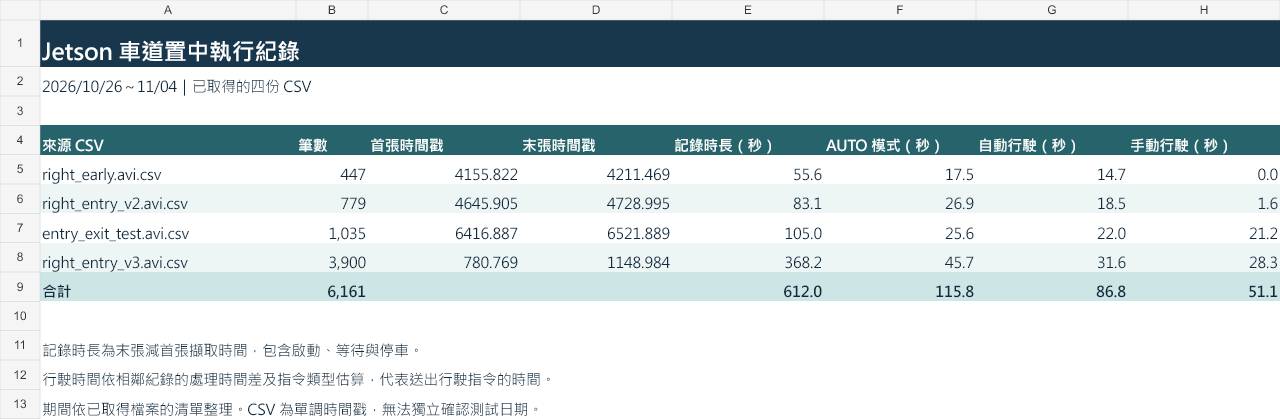 A B C D E F G H
1 Jetson 車道置中執行紀錄
2 2026/10/26～11/04｜已取得的四份 CSV
3
4 來源 CSV 筆數 首張時間戳 末張時間戳 記錄時長（秒） AUTO 模式（秒） 自動行駛（秒） 手動行駛（秒）
5 right_early.avi.csv 447 4155.822 4211.469 55.6 17.5 14.7 0.0
6 right_entry_v2.avi.csv 779 4645.905 4728.995 83.1 26.9 18.5 1.6
7 entry_exit_test.avi.csv 1,035 6416.887 6521.889 105.0 25.6 22.0 21.2
8 right_entry_v3.avi.csv 3,900 780.769 1148.984 368.2 45.7 31.6 28.3
9 合計 6,161 612.0 115.8 86.8 51.1
10
11 記錄時長為末張減首張擷取時間，包含啟動、等待與停車。
12 行駛時間依相鄰紀錄的處理時間差及指令類型估算，代表送出行駛指令的時間。
13 期間依已取得檔案的清單整理。CSV 為單調時間戳，無法獨立確認測試日期。